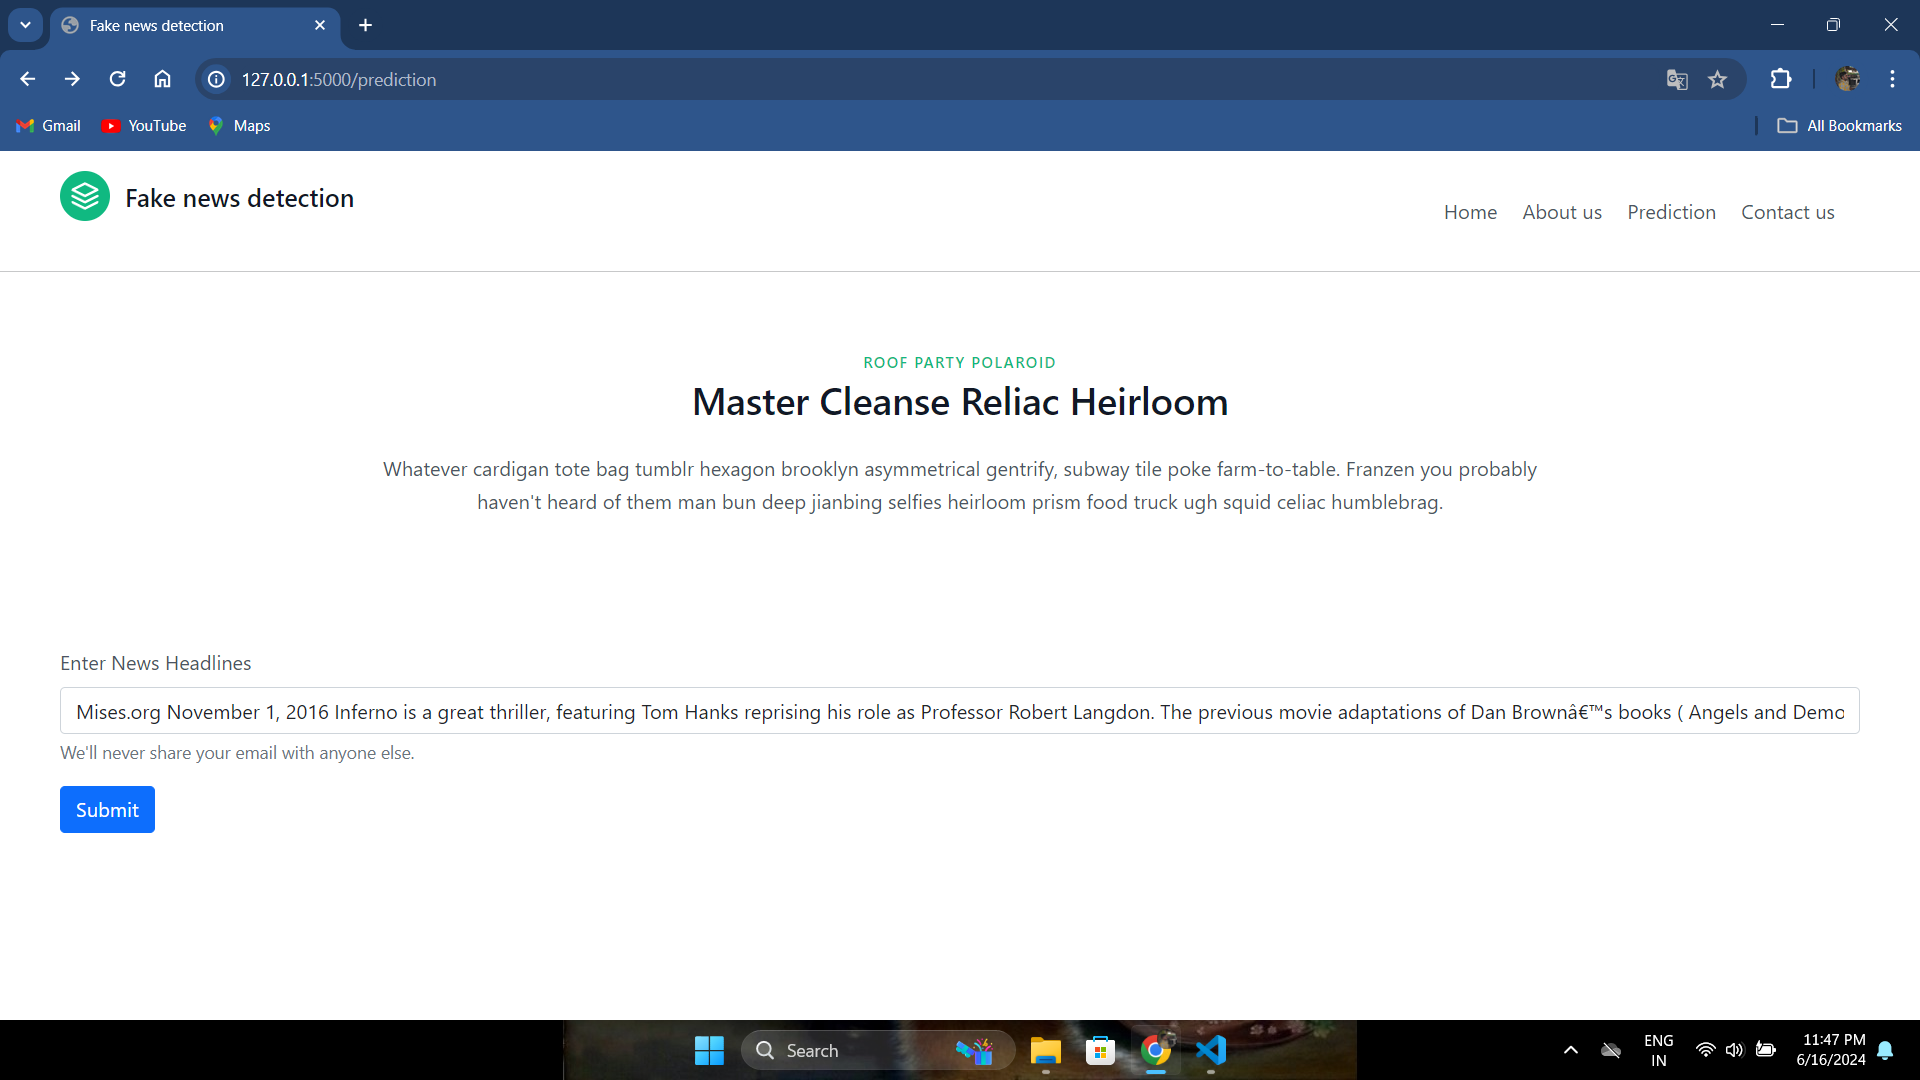 Fake news detection
127.0.0.1:5000/prediction
Gmail YouTube Maps All Bookmarks
Fake news detection
Home About us Prediction Contact us
ROOF PARTY POLAROID
Master Cleanse Reliac Heirloom
Whatever cardigan tote bag tumblr hexagon brooklyn asymmetrical gentrify, subway tile poke farm-to-table. Franzen you probably
haven't heard of them man bun deep jianbing selfies heirloom prism food truck ugh squid celiac humblebrag.
Enter News Headlines
Mises.org November 1, 2016 Inferno is a great thriller, featuring Tom Hanks reprising his role as Professor Robert Langdon. The previous movie adaptations of Dan Brownâ€™s books ( Angels and Demo
We'll never share your email with anyone else.
Submit
Search
ENG
IN
11:47 PM
6/16/2024